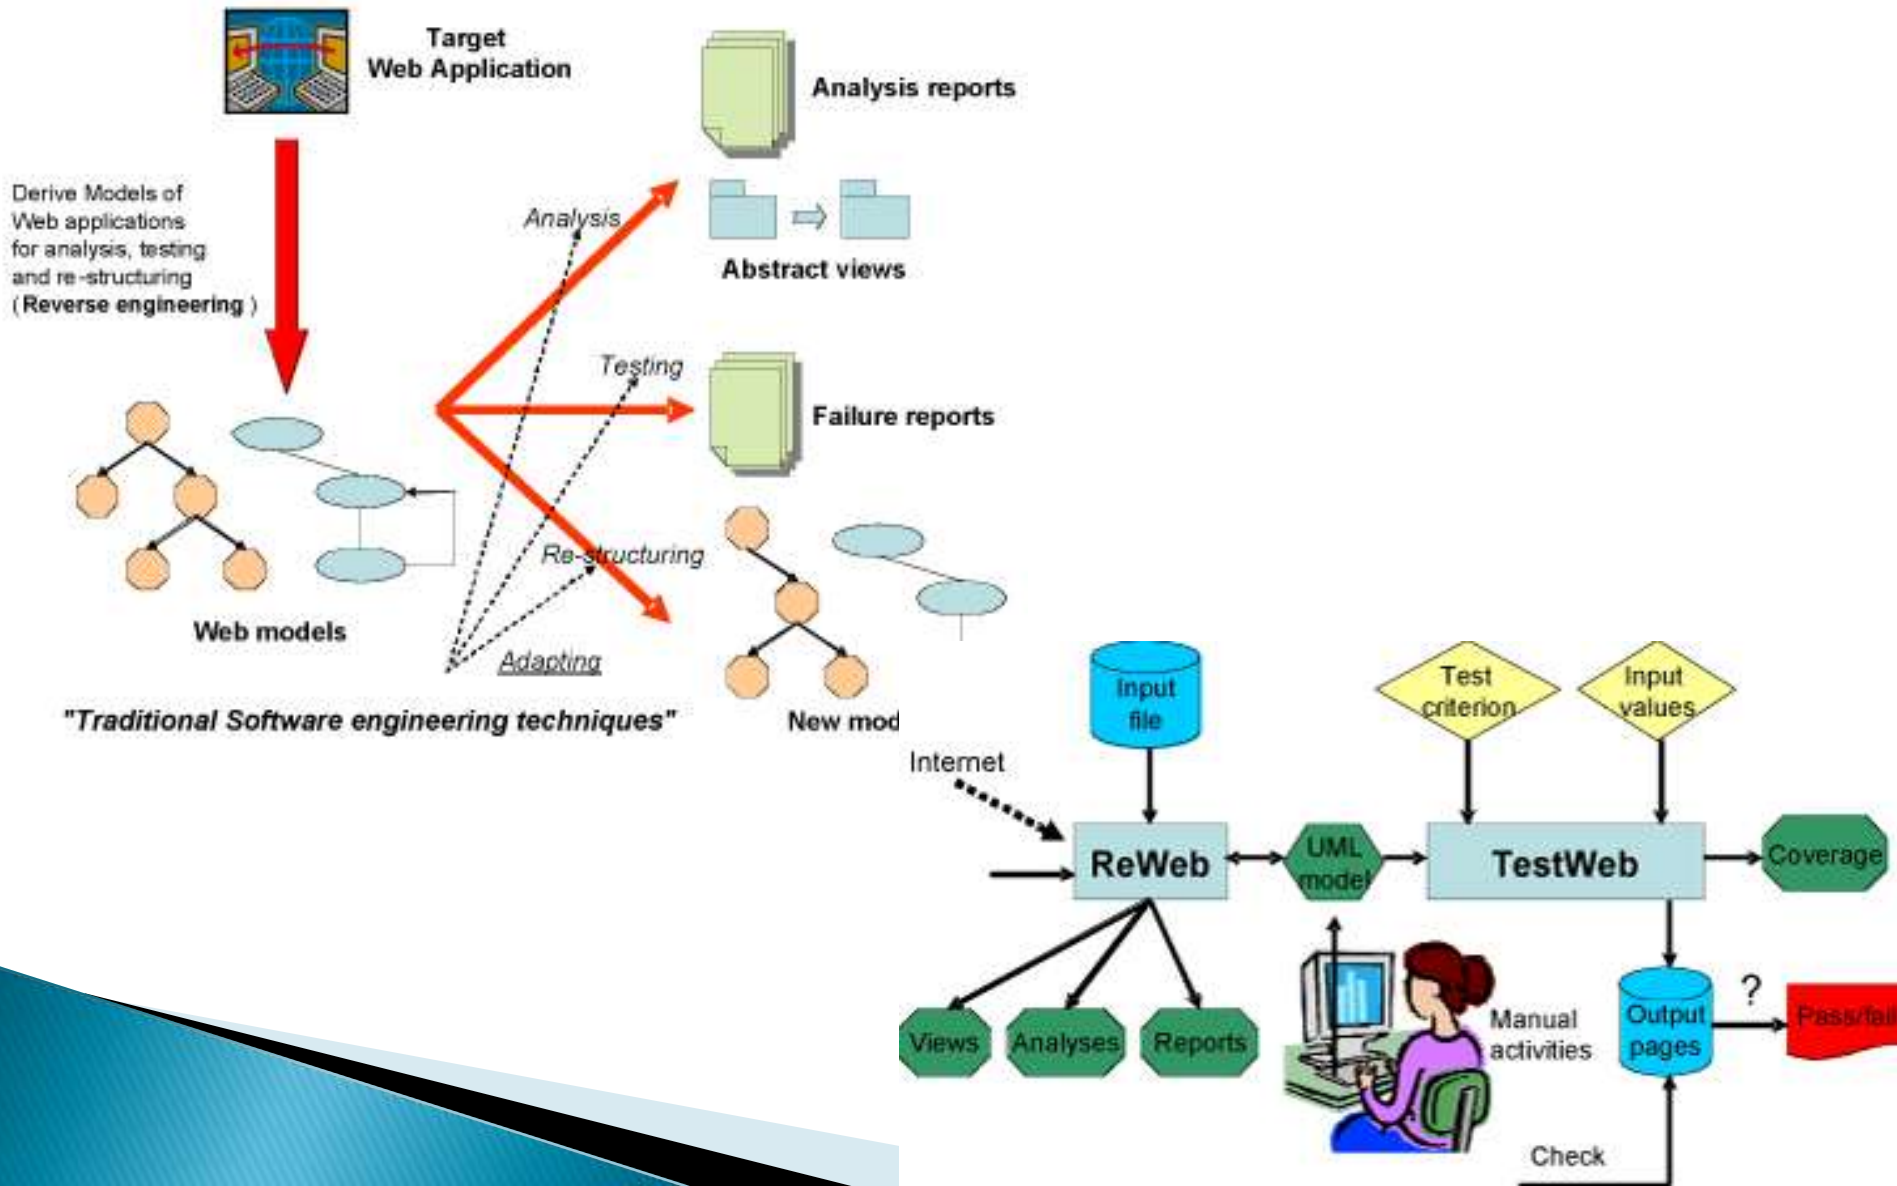 Target
Web Application
Analysis reports
Derive Models of
Web applications
for analysis, testing
and re-structuring
(Reverse engineering)
Analysis
Abstract views
Testing
Failure reports
Re-structuring
Web models
Adapting
"Traditional Software engineering techniques"
New mod
Input
file
Test
criterion
Input
values
Internet
ReWeb
UML
model
TestWeb
Coverage
Views
Analyses
Reports
Manual
activities
Output
pages
?
Pass/fail
Check